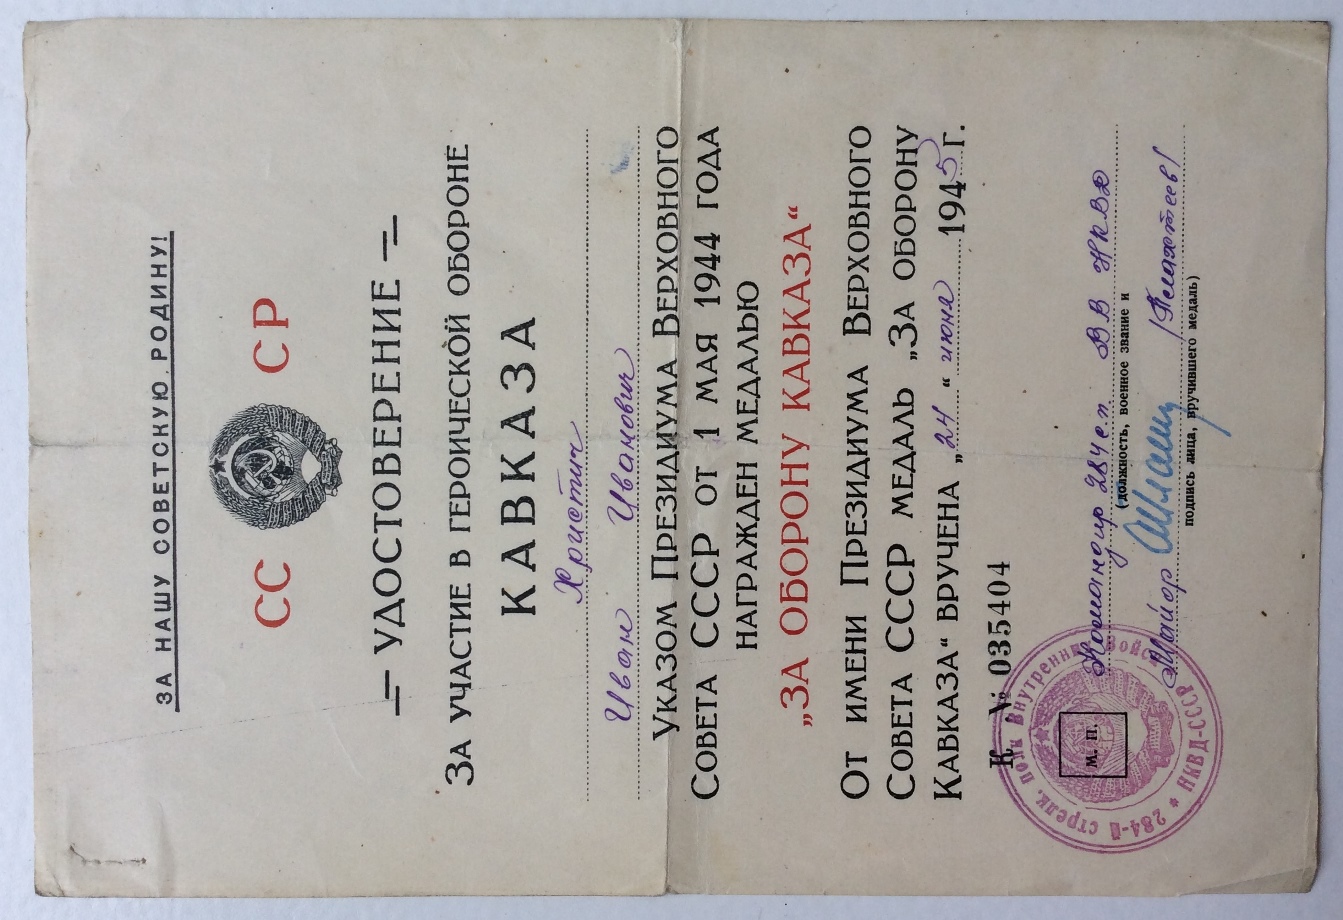 ЗА НАШУ СОВЕТСКУЮ РОДИНУ!
СС СР
УДОСТОВЕРЕНИЕ
ЗА УЧАСТИЕ В ГЕРОИЧЕСКОЙ ОБОРОНЕ
КАВКАЗА
Христич
Иван Иванович
УКАЗОМ ПРЕЗИДИУМА ВЕРХОВНОГО
СОВЕТА СССР ОТ 1 МАЯ 1944 ГОДА
НАГРАЖДЕН МЕДАЛЬЮ
„ЗА ОБОРОНУ КАВКАЗА“
ОТ ИМЕНИ ПРЕЗИДИУМА ВЕРХОВНОГО
СОВЕТА СССР МЕДАЛЬ „ЗА ОБОРОНУ
КАВКАЗА“ ВРУЧЕНА „24“ июня 1945 г.
К № 035404
Командир 284 с.п. ВВ НКВД
(должность, военное звание и
Майор
подпись лица, вручившего медаль)
М. П.
284-й стрелк. полк Внутренних Войск * НКВД-СССР *